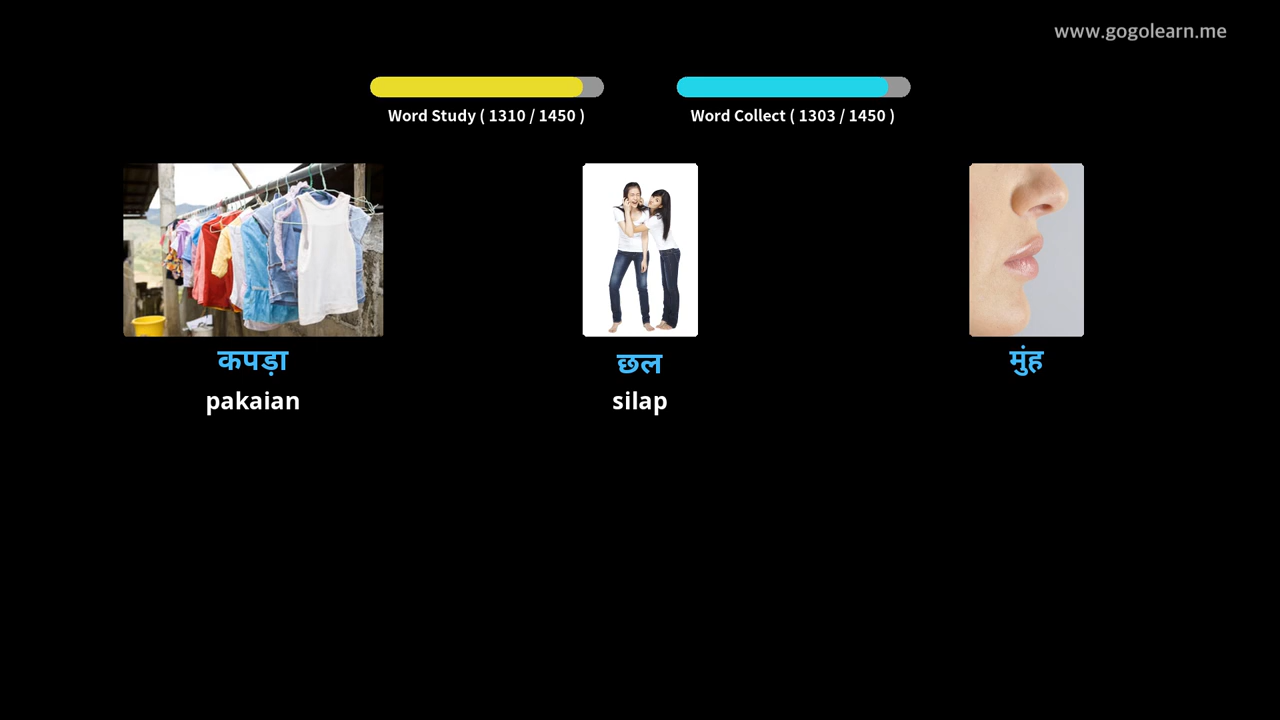 www.gogolearn.me
Word Study ( 1310 / 1450 )
Word Collect ( 1303 / 1450 )
कपड़ा
pakaian
छल
silap
मुंह